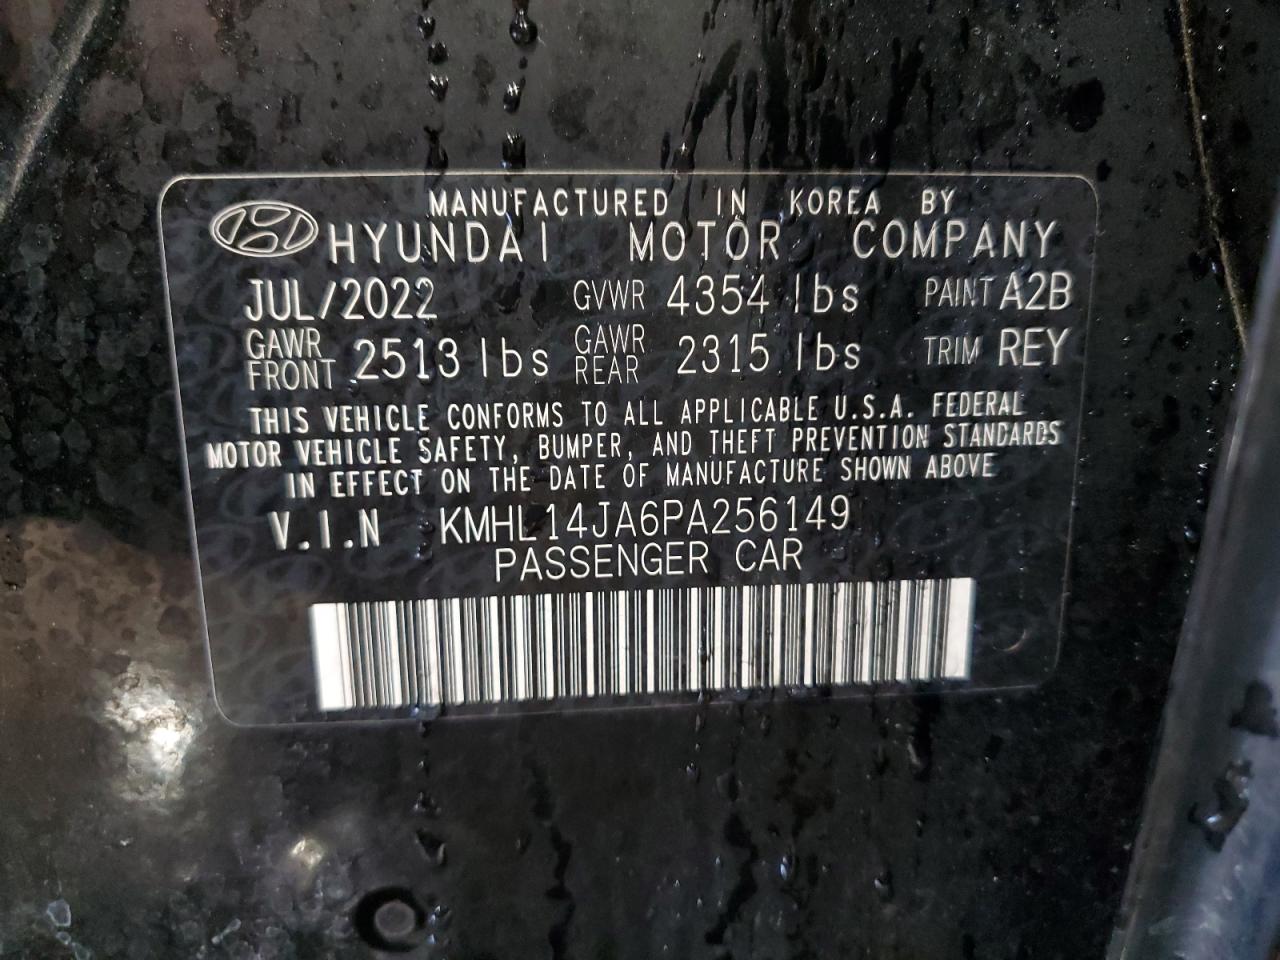 MANUFACTURED IN KOREA BY
HYUNDAI MOTOR COMPANY
JUL/2022 GVWR 4354 lbs PAINT A2B
GAWR FRONT 2513 lbs GAWR REAR 2315 lbs TRIM REY
THIS VEHICLE CONFORMS TO ALL APPLICABLE U.S.A. FEDERAL
MOTOR VEHICLE SAFETY, BUMPER, AND THEFT PREVENTION STANDARDS
IN EFFECT ON THE DATE OF MANUFACTURE SHOWN ABOVE
V.I.N KMHL14JA6PA256149
PASSENGER CAR